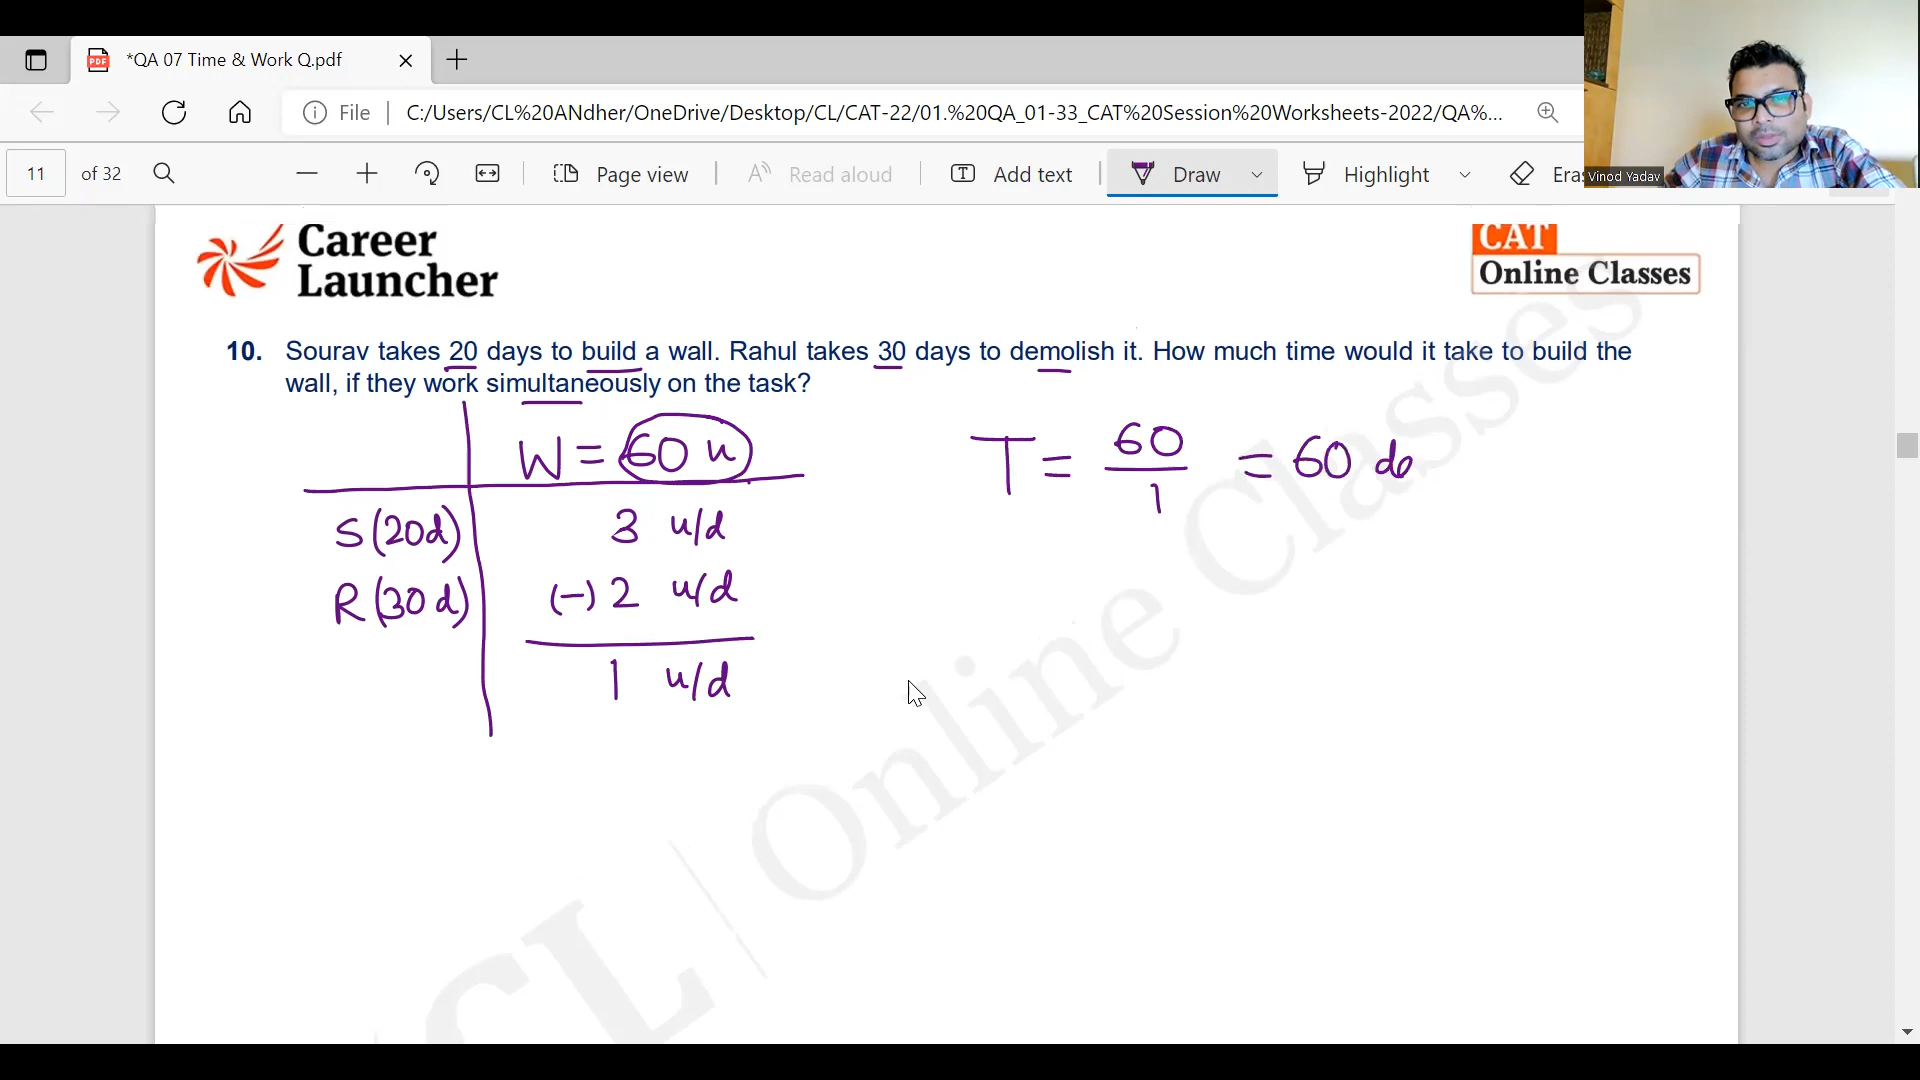 *QA 07 Time & Work Q.pdf
File C:/Users/CL%20ANdher/OneDrive/Desktop/CL/CAT-22/01.%20QA_01-33_CAT%20Session%20Worksheets-2022/QA%...
11 of 32 Page view Read aloud Add text Draw Highlight
Vinod Yadav
Career
Launcher
CAT
Online Classes
10. Sourav takes 20 days to build a wall. Rahul takes 30 days to demolish it. How much time would it take to build the
wall, if they work simultaneously on the task?
W = 60 u
T = 60/1 = 60 da
S (20d) 3 u/d
R (30d) (-) 2 u/d
1 u/d
CL | Online Classes